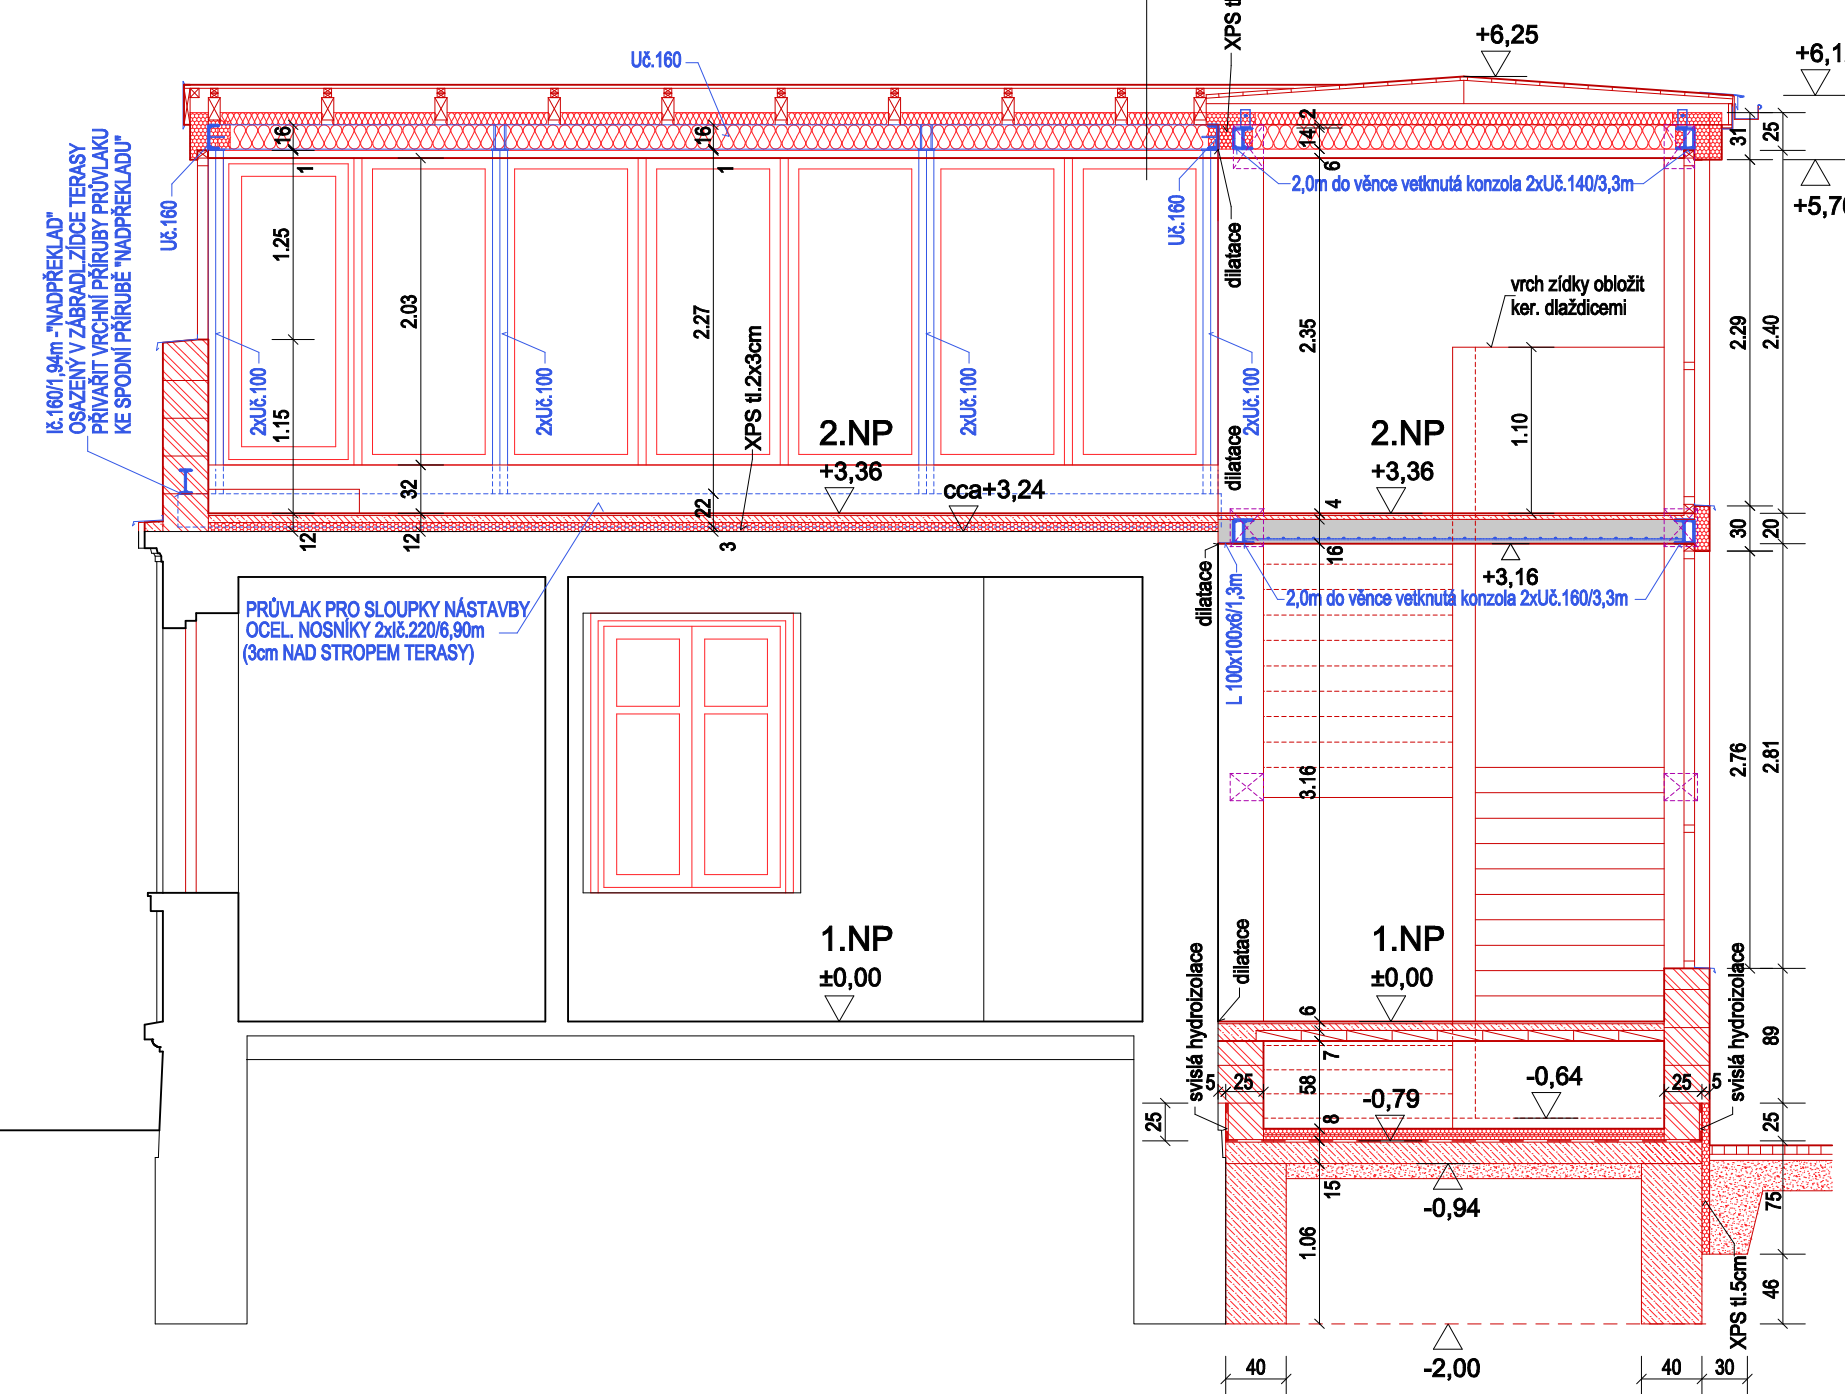 XPS tl
+6,25
+6,1
Uč.160
16
16
2
14
31
25
1
1
6
2,0m do věnce vetknutá konzola 2xUč.140/3,3m
+5,70
Ič.160/1,94m -"NADPŘEKLAD"
OSAZENÝ V ZÁBRADL.ZÍDCE TERASY
PŘIVAŘIT VRCHNÍ PŘÍRUBY PRŮVLAKU
KE SPODNÍ PŘÍRUBĚ "NADPŘEKLADU"
Uč.160
Uč.160
1.25
dilatace
vrch zídky obložit
ker. dlaždicemi
2.03
2.27
2.35
2.29
2.40
2xUč.100
2xUč.100
2xUč.100
2xUč.100
XPS tl.2x3cm
1.15
1.10
2.NP
+3,36
2.NP
+3,36
dilatace
cca+3,24
32
22
4
12
12
3
30
20
16
+3,16
dilatace
L 100x100x6/1,3m
2,0m do věnce vetknutá konzola 2xUč.160/3,3m
PRŮVLAK PRO SLOUPKY NÁSTAVBY
OCEL. NOSNÍKY 2xIč.220/6,90m
(3cm NAD STROPEM TERASY)
3.16
2.76
2.81
1.NP
±0,00
1.NP
±0,00
dilatace
svislá hydroizolace
svislá hydroizolace
6
7
89
5
25
58
-0,79
-0,64
25
5
25
8
25
15
-0,94
75
1.06
XPS tl.5cm
46
-2,00
40
40
30